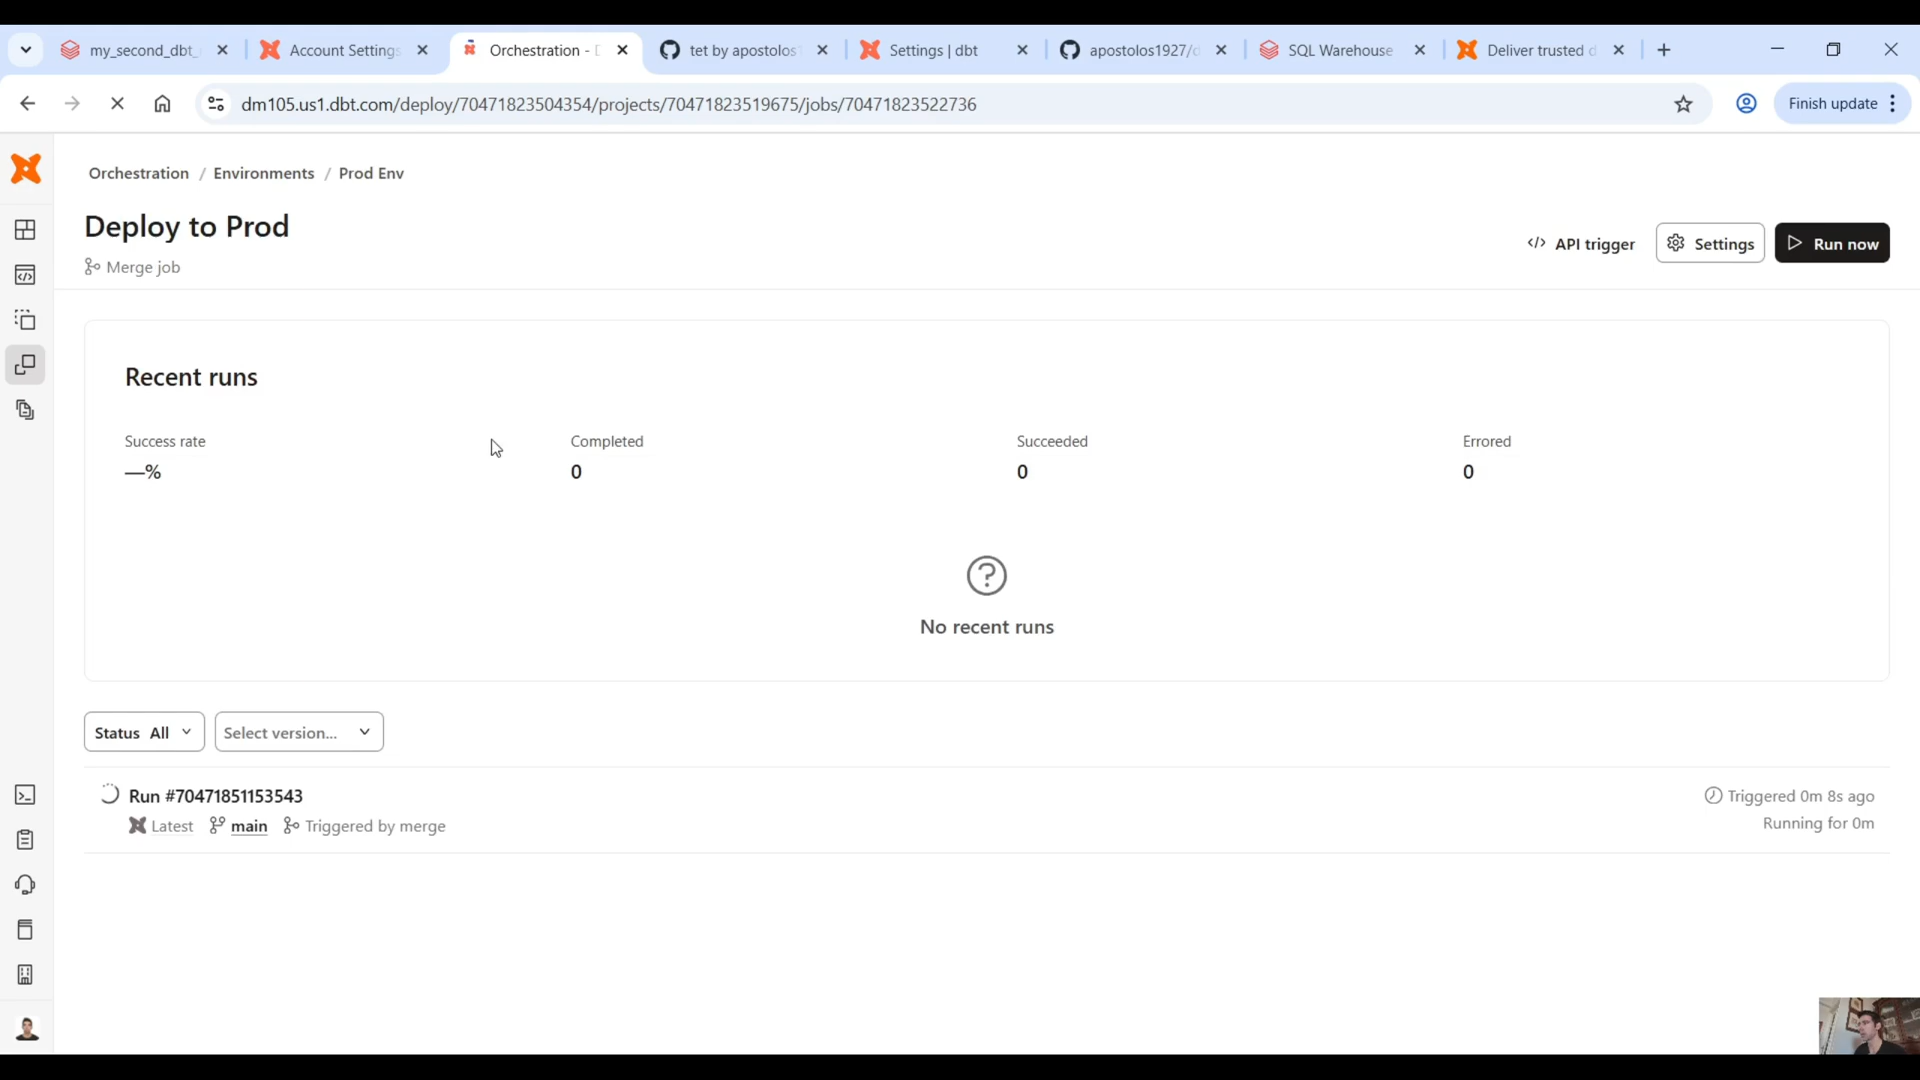 my_second_dbt_
Account Settings
Orchestration - D
tet by apostolos1
Settings | dbt
apostolos1927/d
SQL Warehouse
Deliver trusted d
dm105.us1.dbt.com/deploy/70471823504354/projects/70471823519675/jobs/70471823522736
Finish update
Orchestration / Environments / Prod Env
Deploy to Prod
Merge job
</> API trigger
Settings
Run now
Recent runs
Success rate
Completed
Succeeded
Errored
—%
0
0
0
No recent runs
Status All
Select version...
Run #70471851153543
Triggered 0m 8s ago
Latest
main
Triggered by merge
Running for 0m